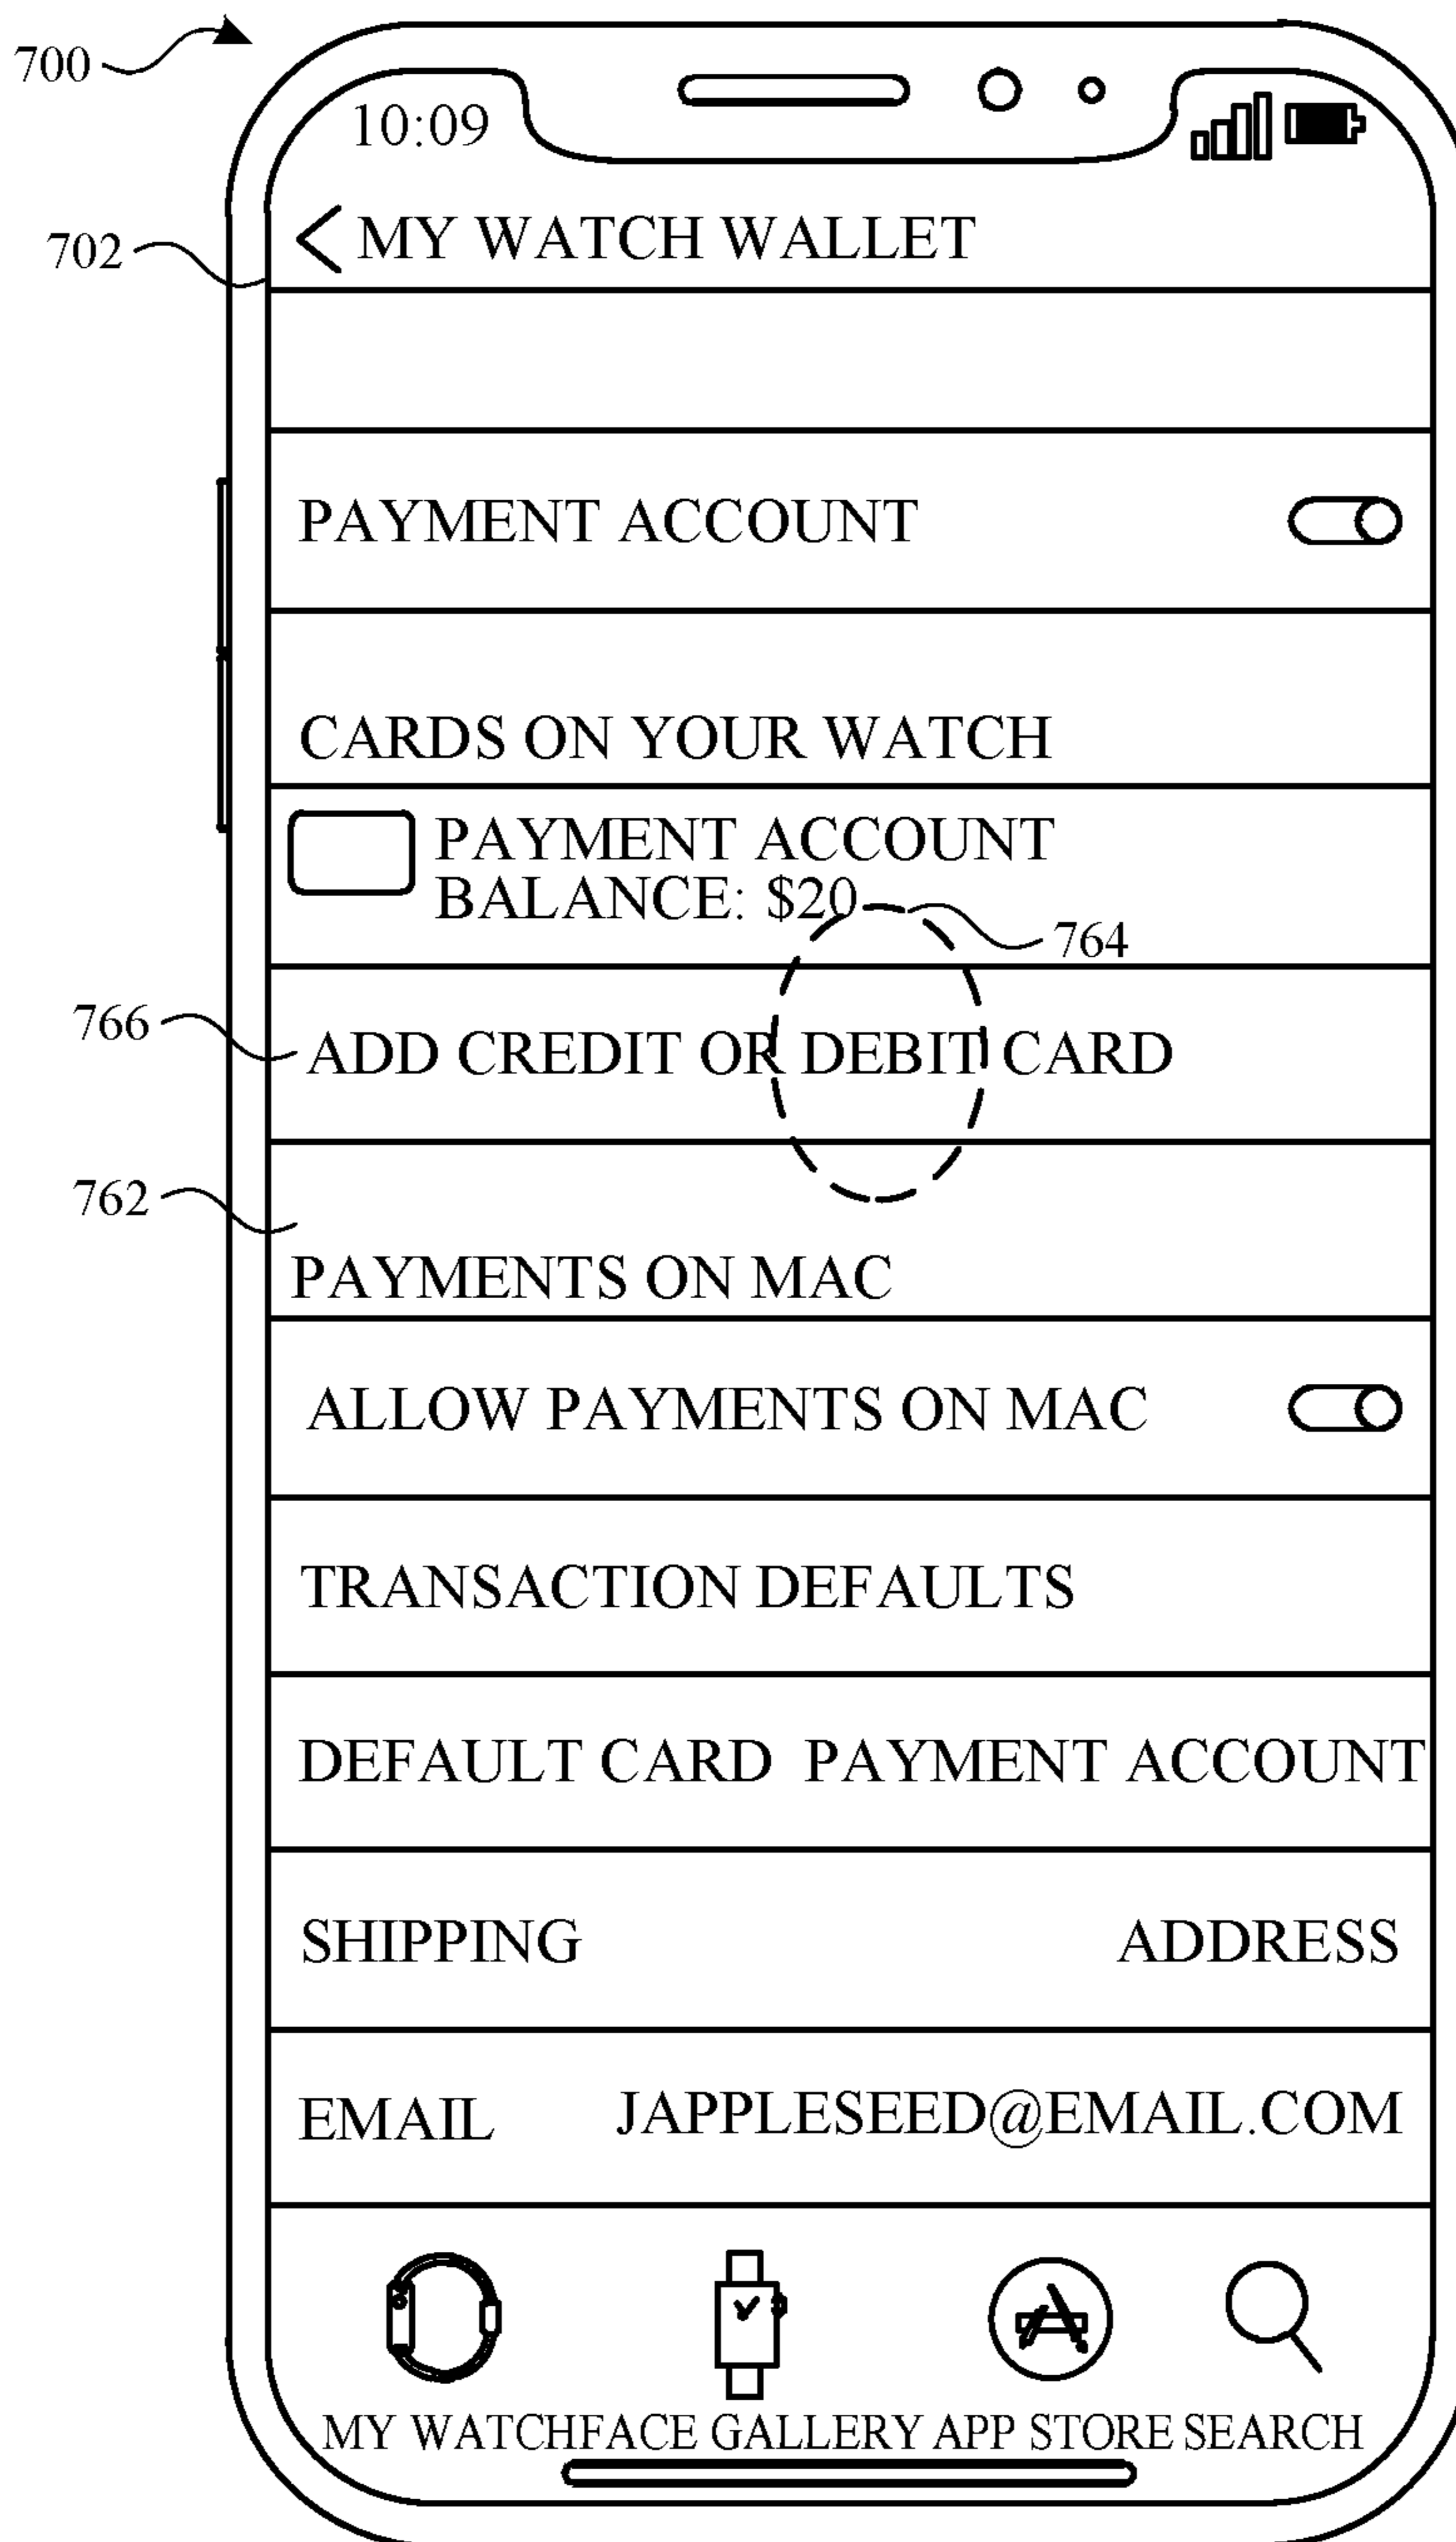 700
10:09
702
< MY WATCH WALLET
PAYMENT ACCOUNT
CARDS ON YOUR WATCH
PAYMENT ACCOUNT
BALANCE: $20
764
766
ADD CREDIT OR DEBIT CARD
762
PAYMENTS ON MAC
ALLOW PAYMENTS ON MAC
TRANSACTION DEFAULTS
DEFAULT CARD PAYMENT ACCOUNT
SHIPPING ADDRESS
EMAIL JAPPLESEED@EMAIL.COM
MY WATCH FACE GALLERY APP STORE SEARCH